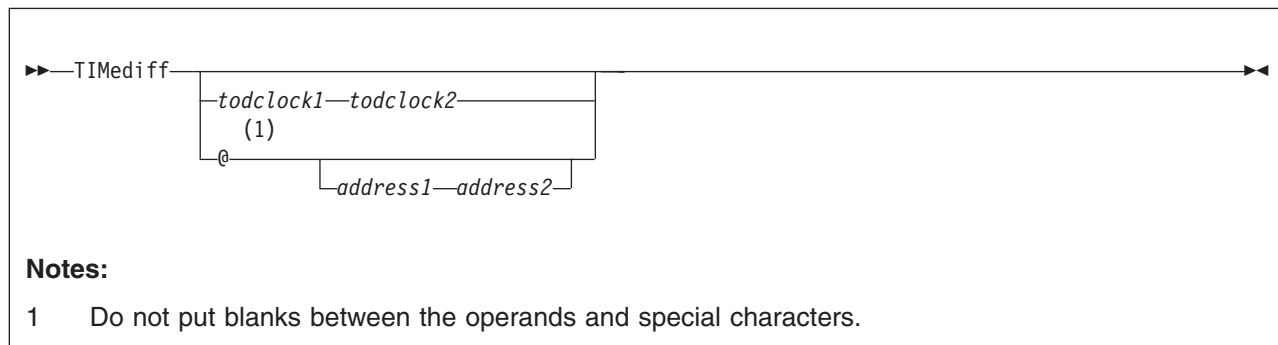 TIMediff
todclock1 todclock2
(1)
@
address1 address2
Notes:
1 Do not put blanks between the operands and special characters.